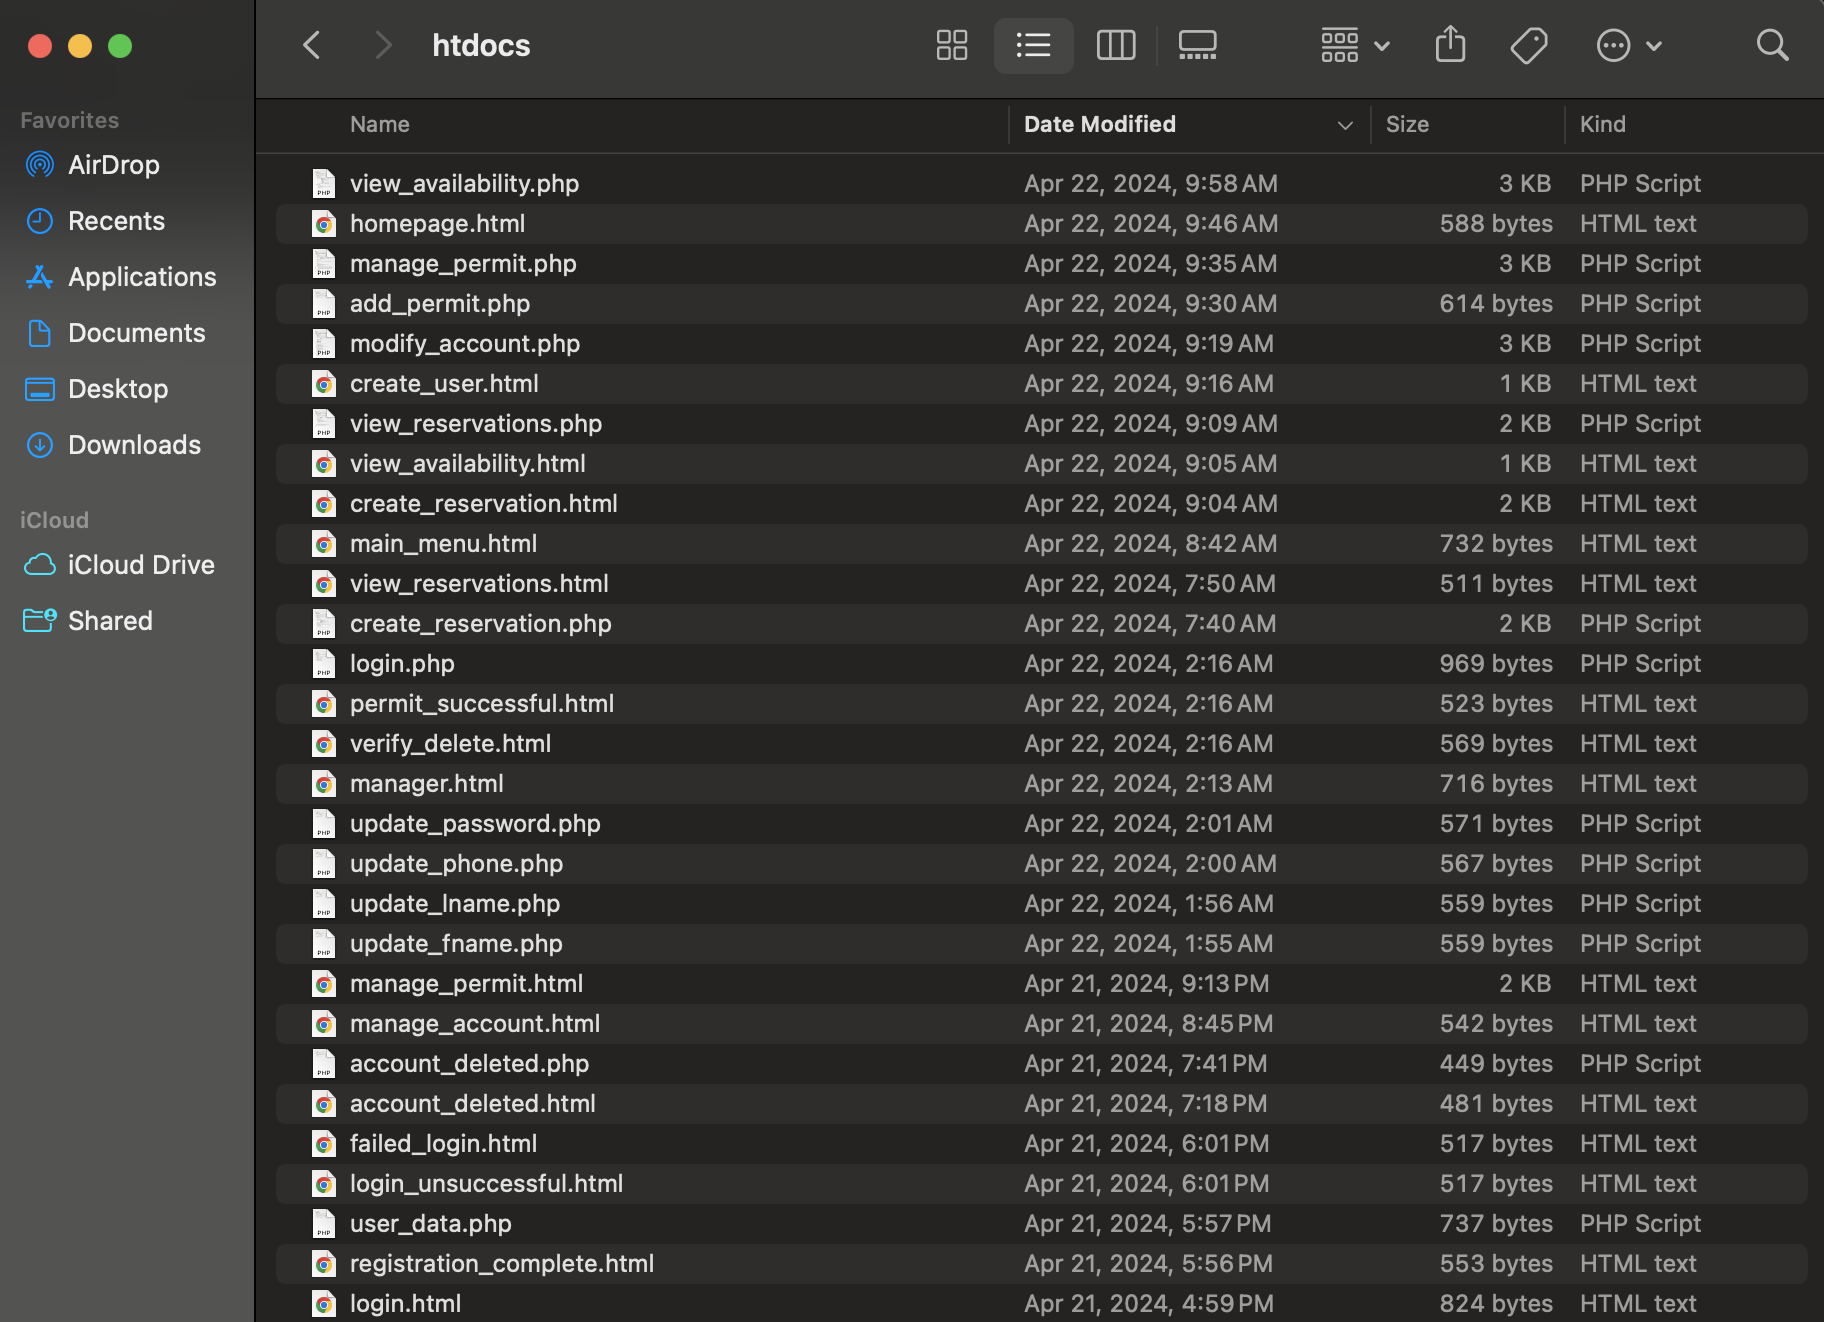 htdocs
Favorites
AirDrop
Recents
Applications
Documents
Desktop
Downloads
iCloud
iCloud Drive
Shared
Name Date Modified Size Kind
view_availability.php Apr 22, 2024, 9:58 AM 3 KB PHP Script
homepage.html Apr 22, 2024, 9:46 AM 588 bytes HTML text
manage_permit.php Apr 22, 2024, 9:35 AM 3 KB PHP Script
add_permit.php Apr 22, 2024, 9:30 AM 614 bytes PHP Script
modify_account.php Apr 22, 2024, 9:19 AM 3 KB PHP Script
create_user.html Apr 22, 2024, 9:16 AM 1 KB HTML text
view_reservations.php Apr 22, 2024, 9:09 AM 2 KB PHP Script
view_availability.html Apr 22, 2024, 9:05 AM 1 KB HTML text
create_reservation.html Apr 22, 2024, 9:04 AM 2 KB HTML text
main_menu.html Apr 22, 2024, 8:42 AM 732 bytes HTML text
view_reservations.html Apr 22, 2024, 7:50 AM 511 bytes HTML text
create_reservation.php Apr 22, 2024, 7:40 AM 2 KB PHP Script
login.php Apr 22, 2024, 2:16 AM 969 bytes PHP Script
permit_successful.html Apr 22, 2024, 2:16 AM 523 bytes HTML text
verify_delete.html Apr 22, 2024, 2:16 AM 569 bytes HTML text
manager.html Apr 22, 2024, 2:13 AM 716 bytes HTML text
update_password.php Apr 22, 2024, 2:01 AM 571 bytes PHP Script
update_phone.php Apr 22, 2024, 2:00 AM 567 bytes PHP Script
update_lname.php Apr 22, 2024, 1:56 AM 559 bytes PHP Script
update_fname.php Apr 22, 2024, 1:55 AM 559 bytes PHP Script
manage_permit.html Apr 21, 2024, 9:13 PM 2 KB HTML text
manage_account.html Apr 21, 2024, 8:45 PM 542 bytes HTML text
account_deleted.php Apr 21, 2024, 7:41 PM 449 bytes PHP Script
account_deleted.html Apr 21, 2024, 7:18 PM 481 bytes HTML text
failed_login.html Apr 21, 2024, 6:01 PM 517 bytes HTML text
login_unsuccessful.html Apr 21, 2024, 6:01 PM 517 bytes HTML text
user_data.php Apr 21, 2024, 5:57 PM 737 bytes PHP Script
registration_complete.html Apr 21, 2024, 5:56 PM 553 bytes HTML text
login.html Apr 21, 2024, 4:59 PM 824 bytes HTML text